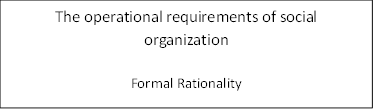 The operational requirements of social
organization
Formal Rationality